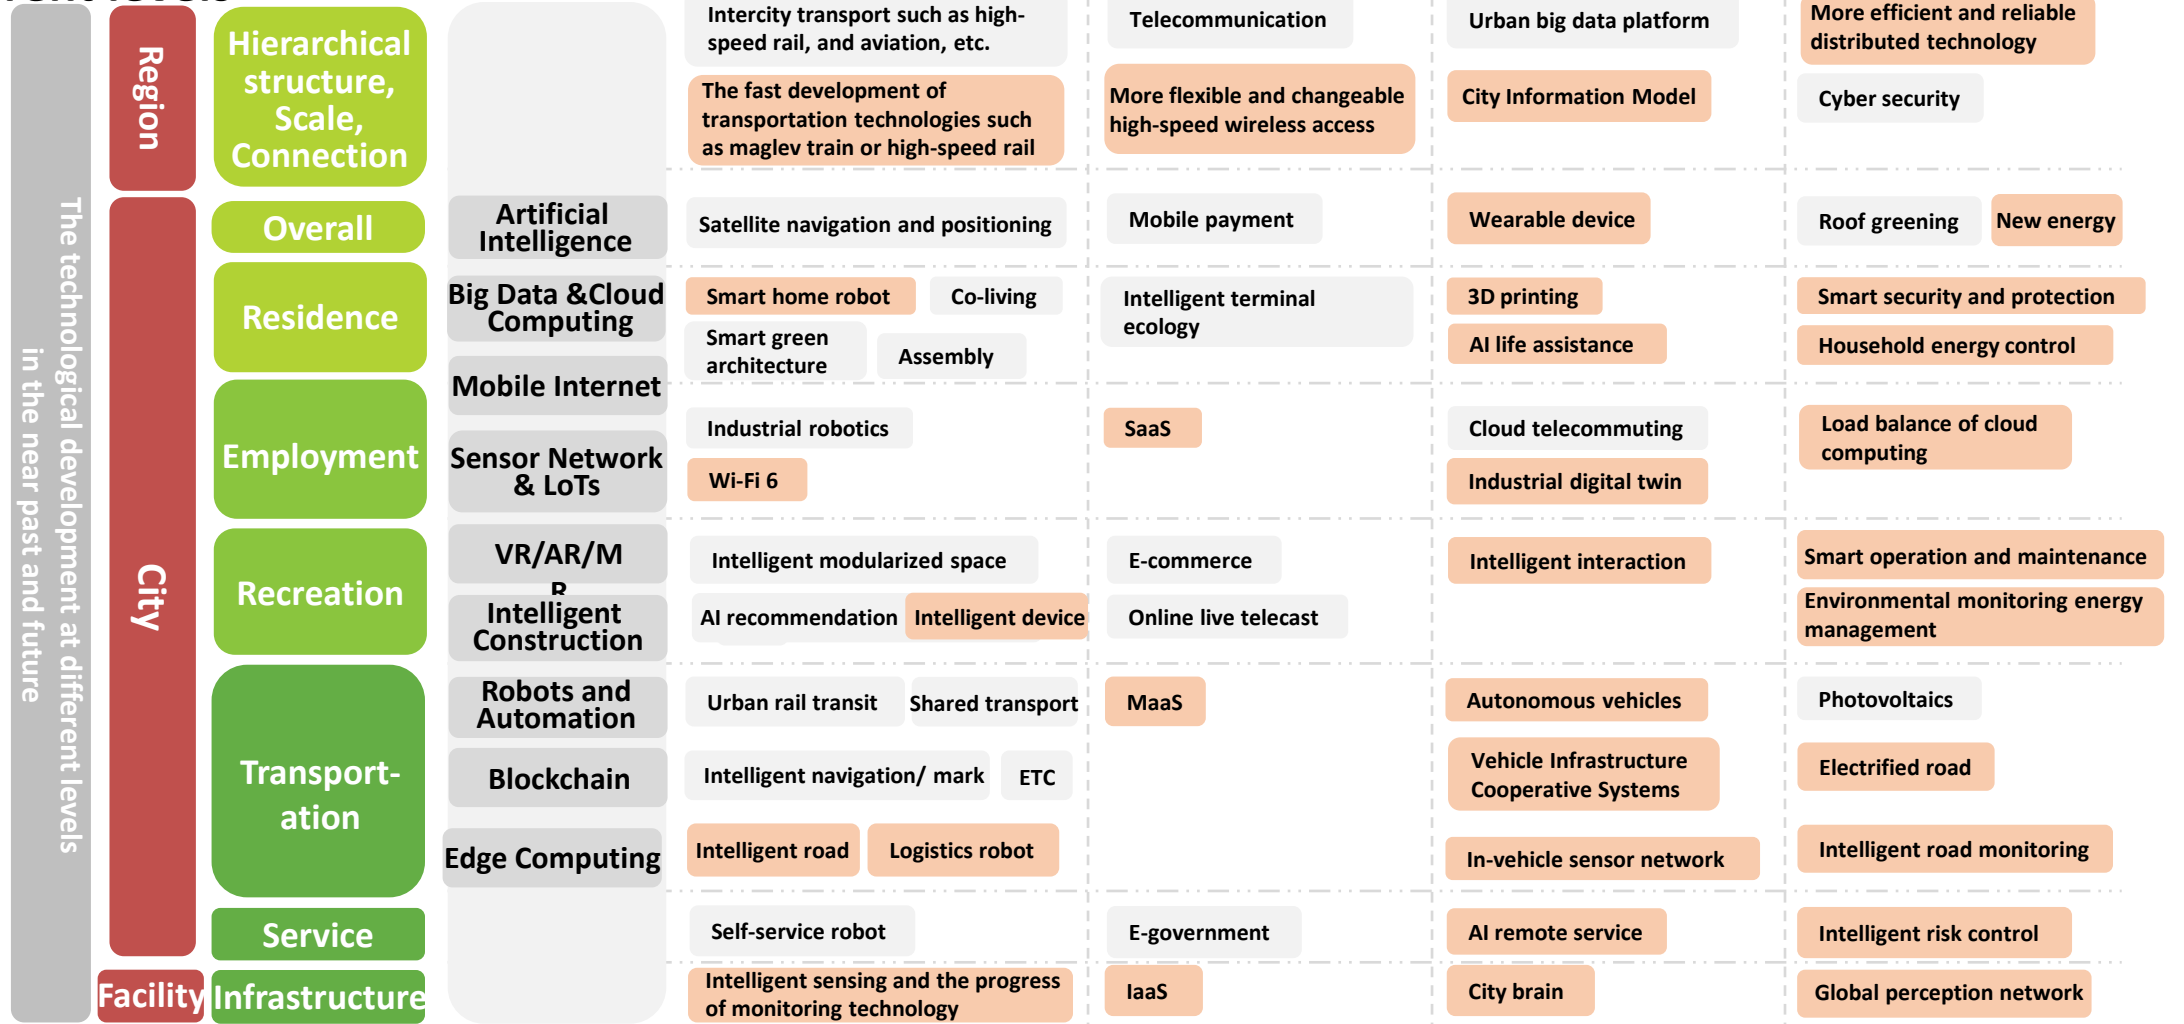 The technological development at different levels
in the near past and future
Region
Hierarchical
structure,
Scale,
Connection
Intercity transport such as high-
speed rail, and aviation, etc.
Telecommunication
Urban big data platform
More efficient and reliable
distributed technology
The fast development of
transportation technologies such
as maglev train or high-speed rail
More flexible and changeable
high-speed wireless access
City Information Model
Cyber security
City
Overall
Artificial
Intelligence
Satellite navigation and positioning
Mobile payment
Wearable device
Roof greening
New energy
Residence
Big Data &Cloud
Computing
Smart home robot
Co-living
Intelligent terminal
ecology
3D printing
Smart security and protection
Smart green
architecture
Assembly
AI life assistance
Household energy control
Mobile Internet
Employment
Industrial robotics
SaaS
Cloud telecommuting
Load balance of cloud
computing
Sensor Network
& LoTs
Wi-Fi 6
Industrial digital twin
Recreation
VR/AR/M
R
Intelligent modularized space
E-commerce
Intelligent interaction
Smart operation and maintenance
Intelligent
Construction
AI recommendation
Intelligent device
Online live telecast
Environmental monitoring energy
management
Transport-
ation
Robots and
Automation
Urban rail transit
Shared transport
MaaS
Autonomous vehicles
Photovoltaics
Blockchain
Intelligent navigation/ mark
ETC
Vehicle Infrastructure
Cooperative Systems
Electrified road
Edge Computing
Intelligent road
Logistics robot
In-vehicle sensor network
Intelligent road monitoring
Service
Self-service robot
E-government
AI remote service
Intelligent risk control
Facility
Infrastructure
Intelligent sensing and the progress
of monitoring technology
IaaS
City brain
Global perception network